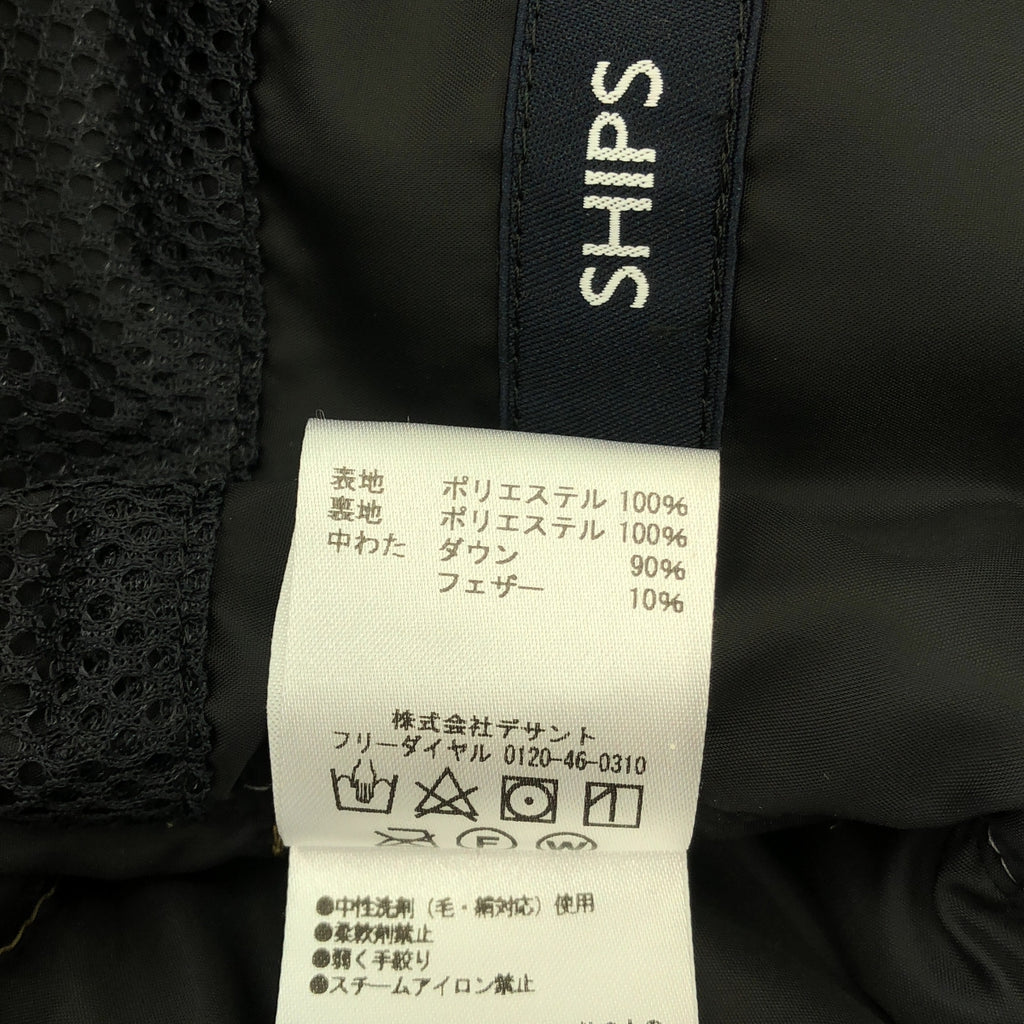 SHIPS
表地 ポリエステル 100%
裏地 ポリエステル 100%
中わた ダウン 90%
フェザー 10%
株式会社デサント
フリーダイヤル 0120-46-0310
F W
●中性洗剤（毛・絹対応）使用
●柔軟剤禁止
●弱く手絞り
●スチームアイロン禁止